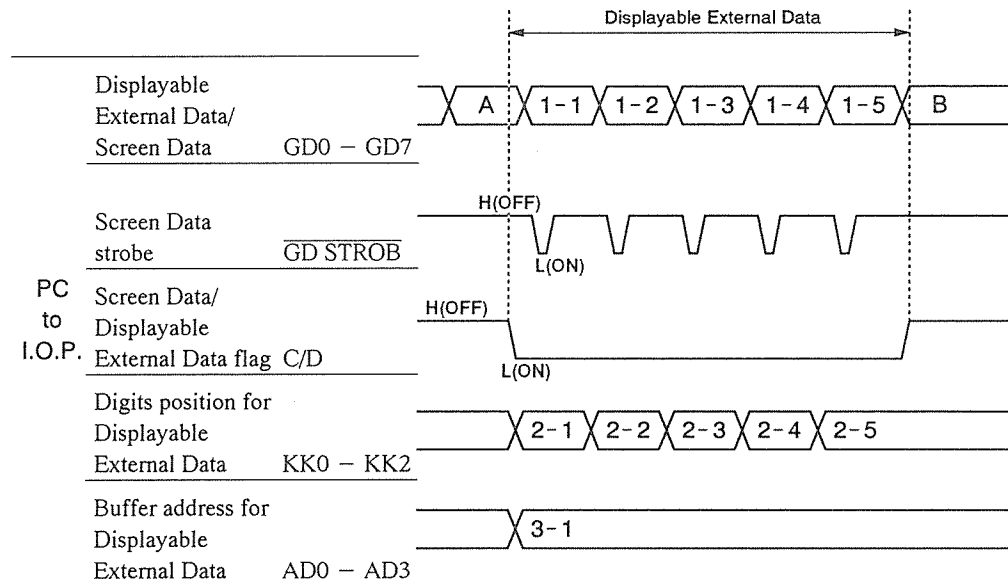 Displayable External Data
Displayable
External Data/
Screen Data GD0 – GD7
A 1-1 1-2 1-3 1-4 1-5 B
Screen Data
strobe GD STROB
H(OFF)
L(ON)
PC
to
I.O.P.
Screen Data/
Displayable
External Data flag C/D
H(OFF)
L(ON)
Digits position for
Displayable
External Data KK0 – KK2
2-1 2-2 2-3 2-4 2-5
Buffer address for
Displayable
External Data AD0 – AD3
3-1